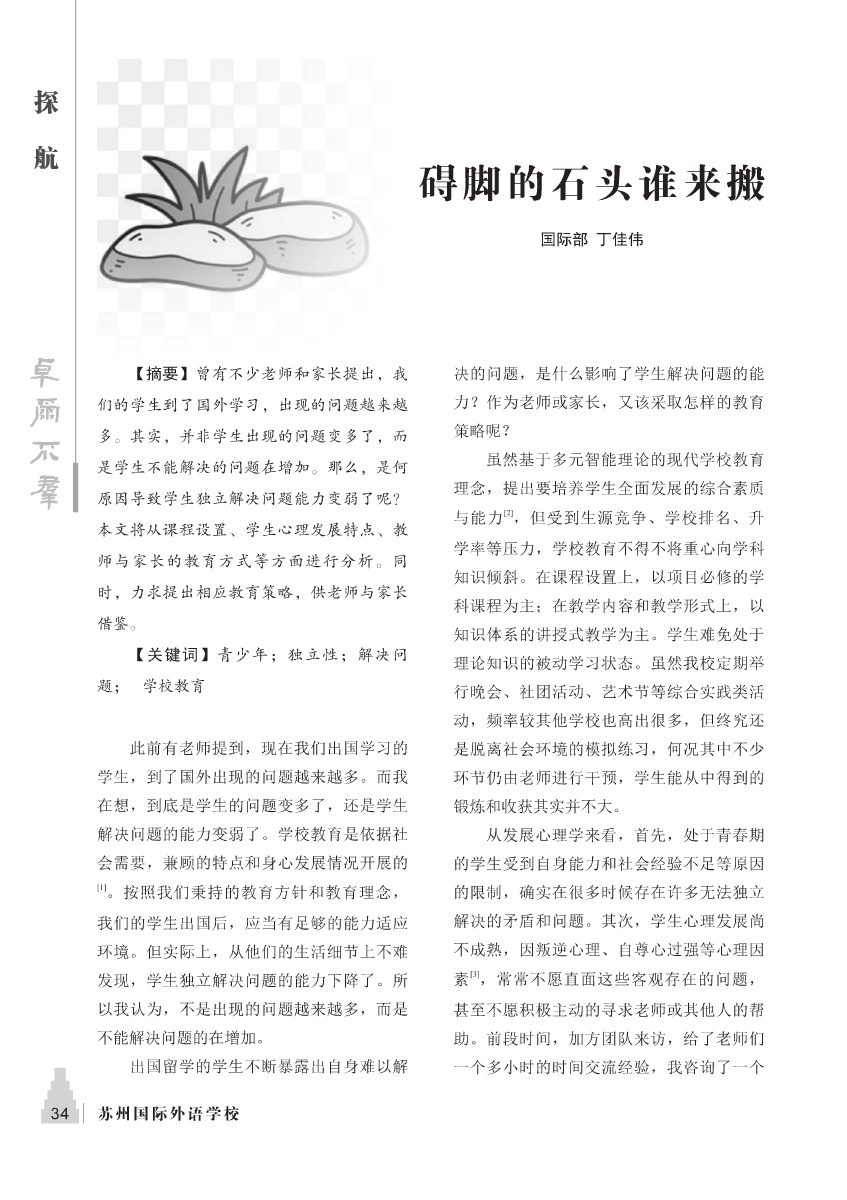 探
航
碍脚的石头谁来搬
国际部 丁佳伟
卓尔不群
【摘要】曾有不少老师和家长提出，我
们的学生到了国外学习，出现的问题越来越
多。其实，并非学生出现的问题变多了，而
是学生不能解决的问题在增加。那么，是何
原因导致学生独立解决问题能力变弱了呢？
本文将从课程设置、学生心理发展特点、教
师与家长的教育方式等方面进行分析。同
时，力求提出相应教育策略，供老师与家长
借鉴。
【关键词】青少年；独立性；解决问
题； 学校教育
此前有老师提到，现在我们出国学习的
学生，到了国外出现的问题越来越多。而我
在想，到底是学生的问题变多了，还是学生
解决问题的能力变弱了。学校教育是依据社
会需要，兼顾的特点和身心发展情况开展的
[1]。按照我们秉持的教育方针和教育理念，
我们的学生出国后，应当有足够的能力适应
环境。但实际上，从他们的生活细节上不难
发现，学生独立解决问题的能力下降了。所
以我认为，不是出现的问题越来越多，而是
不能解决问题的在增加。
出国留学的学生不断暴露出自身难以解
决的问题，是什么影响了学生解决问题的能
力？作为老师或家长，又该采取怎样的教育
策略呢？
虽然基于多元智能理论的现代学校教育
理念，提出要培养学生全面发展的综合素质
与能力[2]，但受到生源竞争、学校排名、升
学率等压力，学校教育不得不将重心向学科
知识倾斜。在课程设置上，以项目必修的学
科课程为主；在教学内容和教学形式上，以
知识体系的讲授式教学为主。学生难免处于
理论知识的被动学习状态。虽然我校定期举
行晚会、社团活动、艺术节等综合实践类活
动，频率较其他学校也高出很多，但终究还
是脱离社会环境的模拟练习，何况其中不少
环节仍由老师进行干预，学生能从中得到的
锻炼和收获其实并不大。
从发展心理学来看，首先，处于青春期
的学生受到自身能力和社会经验不足等原因
的限制，确实在很多时候存在许多无法独立
解决的矛盾和问题。其次，学生心理发展尚
不成熟，因叛逆心理、自尊心过强等心理因
素[3]，常常不愿直面这些客观存在的问题，
甚至不愿积极主动的寻求老师或其他人的帮
助。前段时间，加方团队来访，给了老师们
一个多小时的时间交流经验，我咨询了一个
34 苏州国际外语学校